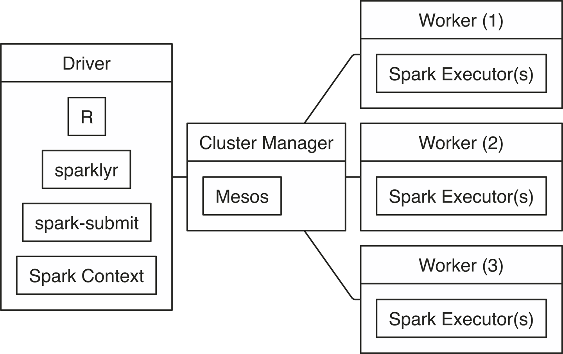 Driver
R
sparklyr
spark-submit
Spark Context
Cluster Manager
Mesos
Worker (1)
Spark Executor(s)
Worker (2)
Spark Executor(s)
Worker (3)
Spark Executor(s)